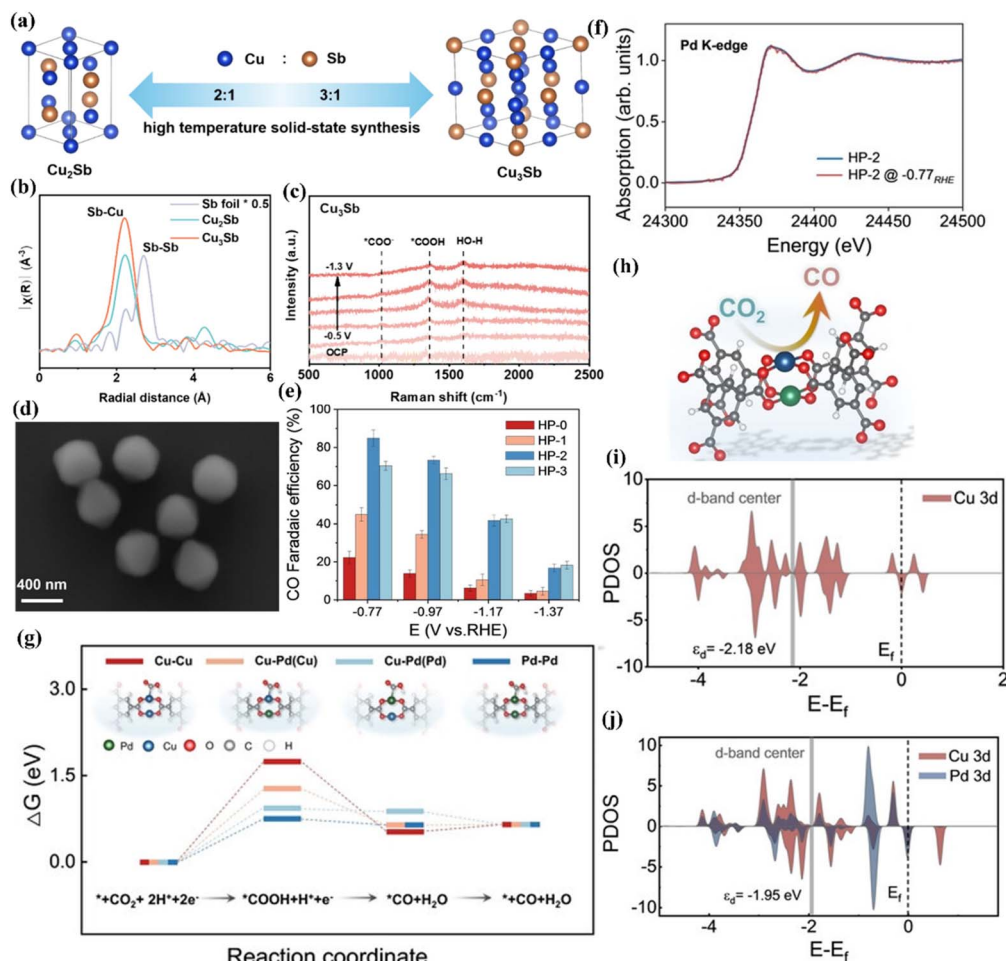 (a)
Cu : Sb
2:1 3:1
high temperature solid-state synthesis
Cu₂Sb
Cu₃Sb
(b)
Sb-Cu
Sb foil * 0.5
Cu₂Sb
Cu₃Sb
Sb-Sb
|χ(R)| (Å⁻³)
0 2 4 6
Radial distance (Å)
(c)
Cu₃Sb
*COO⁻ *COOH HO-H
-1.3 V
-0.5 V
OCP
Intensity (a.u.)
500 1000 1500 2000 2500
Raman shift (cm⁻¹)
(d)
400 nm
(e)
HP-0
HP-1
HP-2
HP-3
CO Faradaic efficiency (%)
100
80
60
40
20
0
-0.77 -0.97 -1.17 -1.37
E (V vs.RHE)
(f)
Pd K-edge
HP-2
HP-2 @ -0.77RHE
Absorption (arb. units)
1.0
0.5
0.0
24300 24350 24400 24450 24500
Energy (eV)
(g)
Cu-Cu Cu-Pd(Cu) Cu-Pd(Pd) Pd-Pd
Pd Cu O C H
ΔG (eV)
3.0
1.5
0.0
*+CO₂+ 2H⁺+2e⁻ *COOH+H⁺+e⁻ *CO+H₂O *+CO+H₂O
Reaction coordinate
(h)
CO₂
CO
(i)
d-band center
Cu 3d
PDOS
10
5
0
-5
-10
εd= -2.18 eV
Ef
-4 -2 0 2
E-Ef
(j)
d-band center
Cu 3d
Pd 3d
PDOS
10
5
0
5
-10
εd= -1.95 eV
Ef
-4 -2 0 2
E-Ef